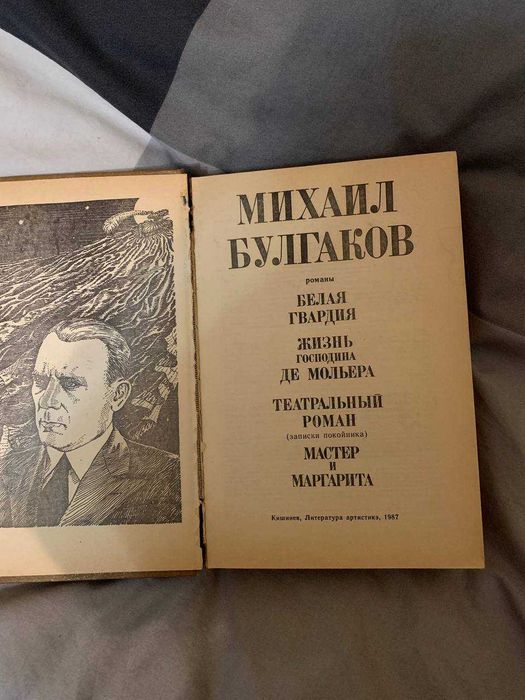 МИХАИЛ
БУЛГАКОВ
романы
БЕЛАЯ
ГВАРДИЯ
ЖИЗНЬ
ГОСПОДИНА
ДЕ МОЛЬЕРА
ТЕАТРАЛЬНЫЙ
РОМАН
(записки покойника)
МАСТЕР
И
МАРГАРИТА
Кишинев, Литература артистикэ, 1987